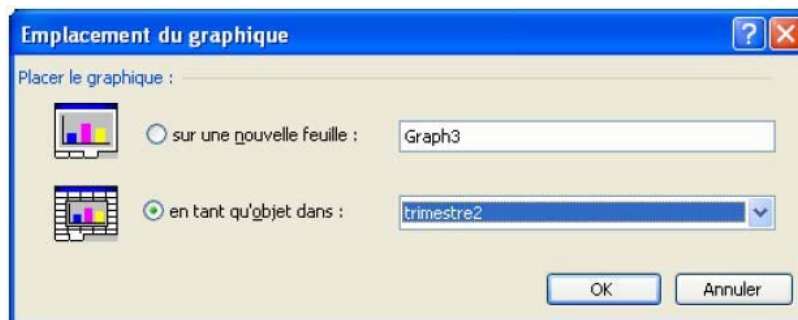 Emplacement du graphique
Placer le graphique :
sur une nouvelle feuille : Graph3
en tant qu'objet dans : trimestre2
OK Annuler